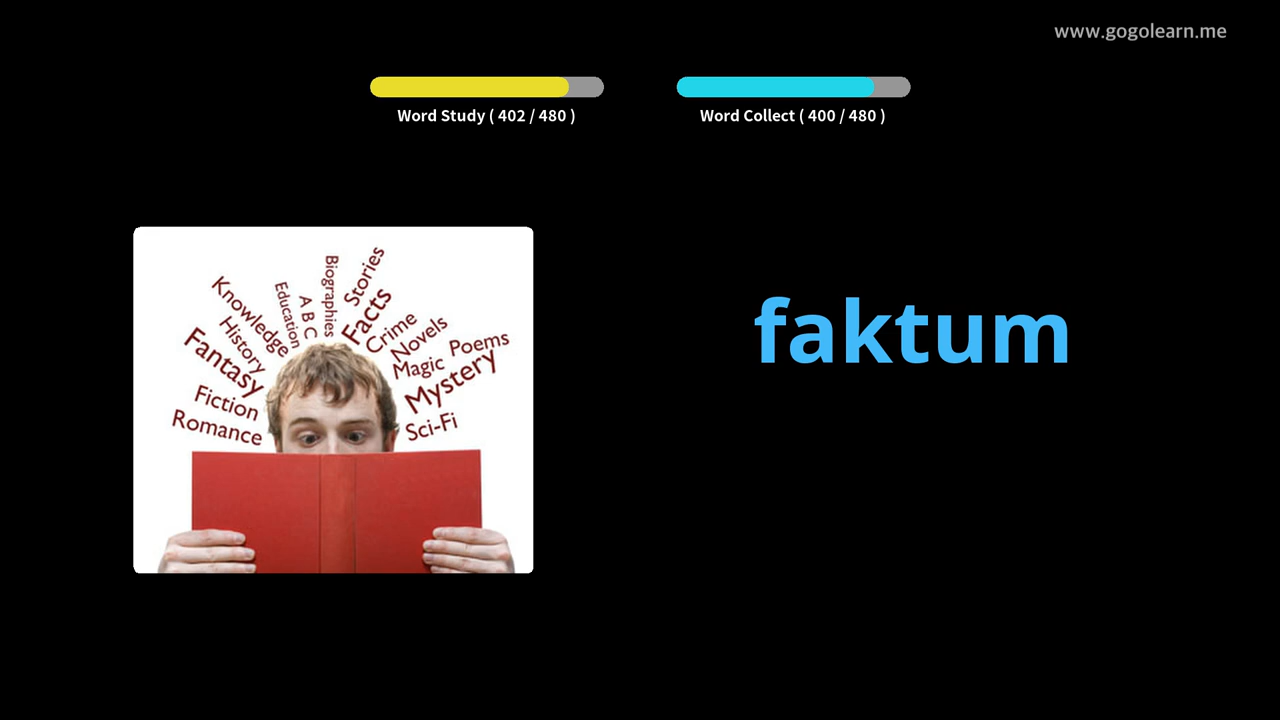 www.gogolearn.me
Word Study ( 402 / 480 )
Word Collect ( 400 / 480 )
Biographies
Stories
Education
A B C
Facts
Knowledge
Crime
History
Novels
Poems
Fantasy
Magic
Mystery
Fiction
Romance
Sci-Fi
faktum